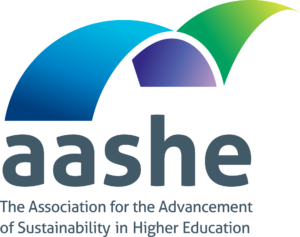 aashe
The Association for the Advancement
of Sustainability in Higher Education